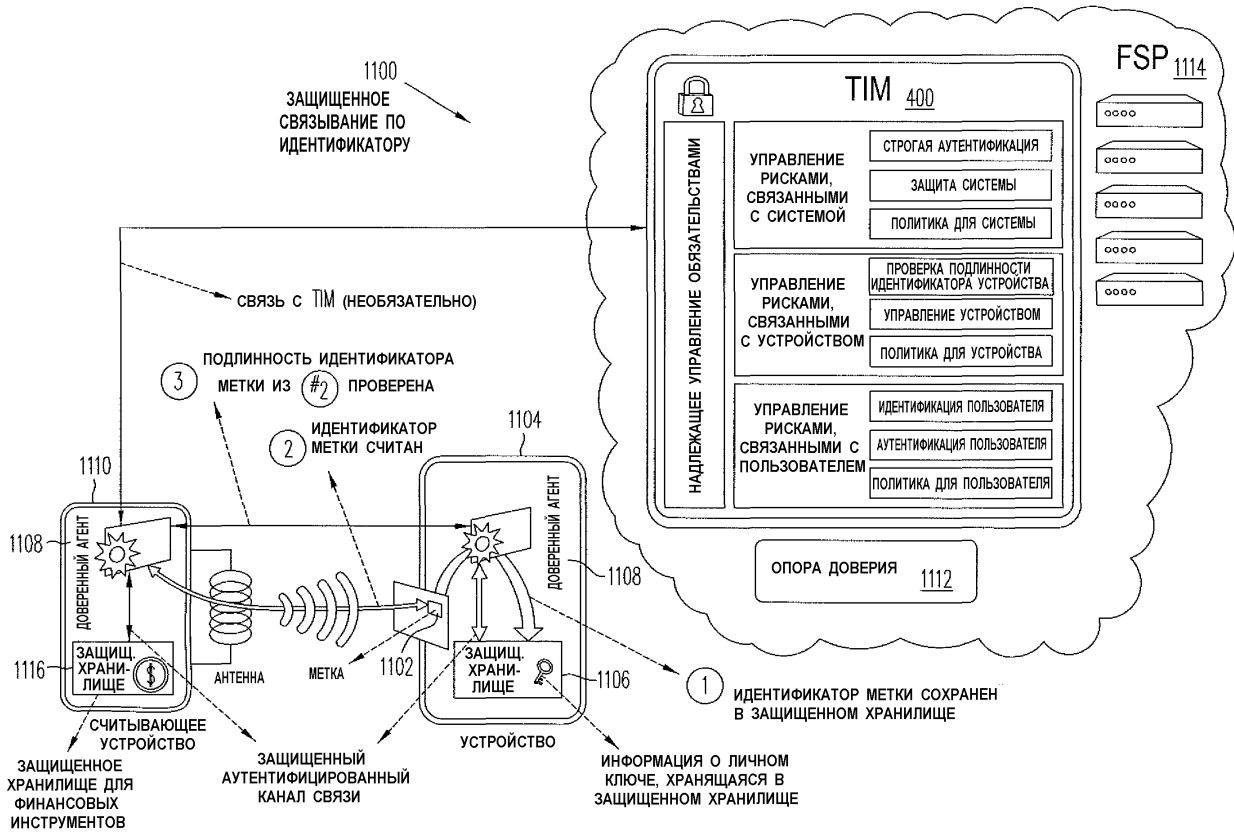 1100
ЗАЩИЩЕННОЕ
СВЯЗЫВАНИЕ ПО
ИДЕНТИФИКАТОРУ
FSP 1114
TIM 400
НАДЛЕЖАЩЕЕ УПРАВЛЕНИЕ ОБЯЗАТЕЛЬСТВАМИ
УПРАВЛЕНИЕ
РИСКАМИ,
СВЯЗАННЫМИ
С СИСТЕМОЙ
СТРОГАЯ АУТЕНТИФИКАЦИЯ
ЗАЩИТА СИСТЕМЫ
ПОЛИТИКА ДЛЯ СИСТЕМЫ
УПРАВЛЕНИЕ
РИСКАМИ,
СВЯЗАННЫМИ
С УСТРОЙСТВОМ
ПРОВЕРКА ПОДЛИННОСТИ
ИДЕНТИФИКАТОРА УСТРОЙСТВА
УПРАВЛЕНИЕ УСТРОЙСТВОМ
ПОЛИТИКА ДЛЯ УСТРОЙСТВА
УПРАВЛЕНИЕ
РИСКАМИ,
СВЯЗАННЫМИ С
ПОЛЬЗОВАТЕЛЕМ
ИДЕНТИФИКАЦИЯ ПОЛЬЗОВАТЕЛЯ
АУТЕНТИФИКАЦИЯ ПОЛЬЗОВАТЕЛЯ
ПОЛИТИКА ДЛЯ ПОЛЬЗОВАТЕЛЯ
ОПОРА ДОВЕРИЯ 1112
СВЯЗЬ С TIM (НЕОБЯЗАТЕЛЬНО)
3 ПОДЛИННОСТЬ ИДЕНТИФИКАТОРА
МЕТКИ ИЗ #2 ПРОВЕРЕНА
2 ИДЕНТИФИКАТОР
МЕТКИ СЧИТАН
1104
1110
1108
ДОВЕРЕННЫЙ АГЕНТ
ДОВЕРЕННЫЙ АГЕНТ
1108
1116
ЗАЩИЩ.
ХРАНИ-
ЛИЩЕ
$
АНТЕННА
МЕТКА
1102
ЗАЩИЩ.
ХРАНИ-
ЛИЩЕ
1106
1 ИДЕНТИФИКАТОР МЕТКИ СОХРАНЕН
В ЗАЩИЩЕННОМ ХРАНИЛИЩЕ
СЧИТЫВАЮЩЕЕ
УСТРОЙСТВО
УСТРОЙСТВО
ЗАЩИЩЕННОЕ
ХРАНИЛИЩЕ ДЛЯ
ФИНАНСОВЫХ
ИНСТРУМЕНТОВ
ЗАЩИЩЕННЫЙ
АУТЕНТИФИЦИРОВАННЫЙ
КАНАЛ СВЯЗИ
ИНФОРМАЦИЯ О ЛИЧНОМ
КЛЮЧЕ, ХРАНЯЩАЯСЯ В
ЗАЩИЩЕННОМ ХРАНИЛИЩЕ